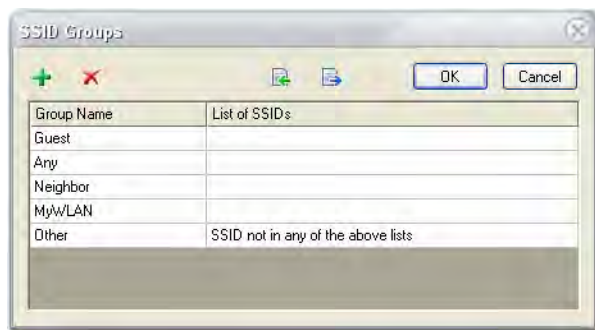 SSID Groups
OK Cancel
Group Name List of SSIDs
Guest
Any
Neighbor
MyWLAN
Other SSID not in any of the above lists